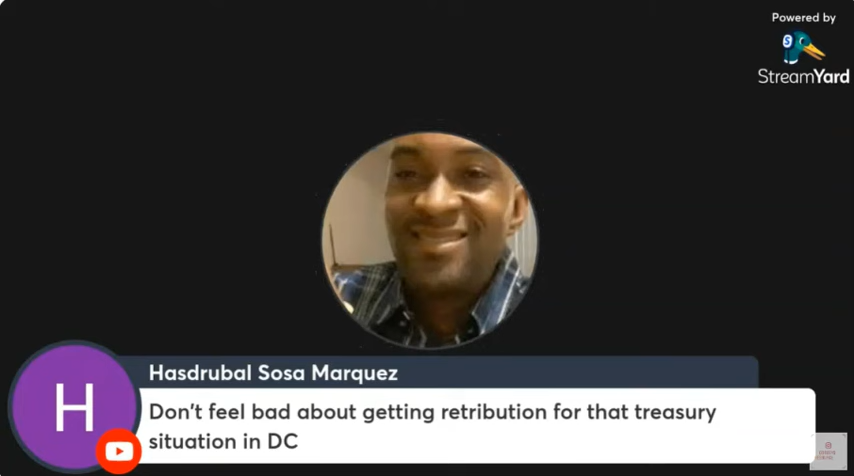 Powered by
S
StreamYard
H
Hasdrubal Sosa Marquez
Don't feel bad about getting retribution for that treasury
situation in DC